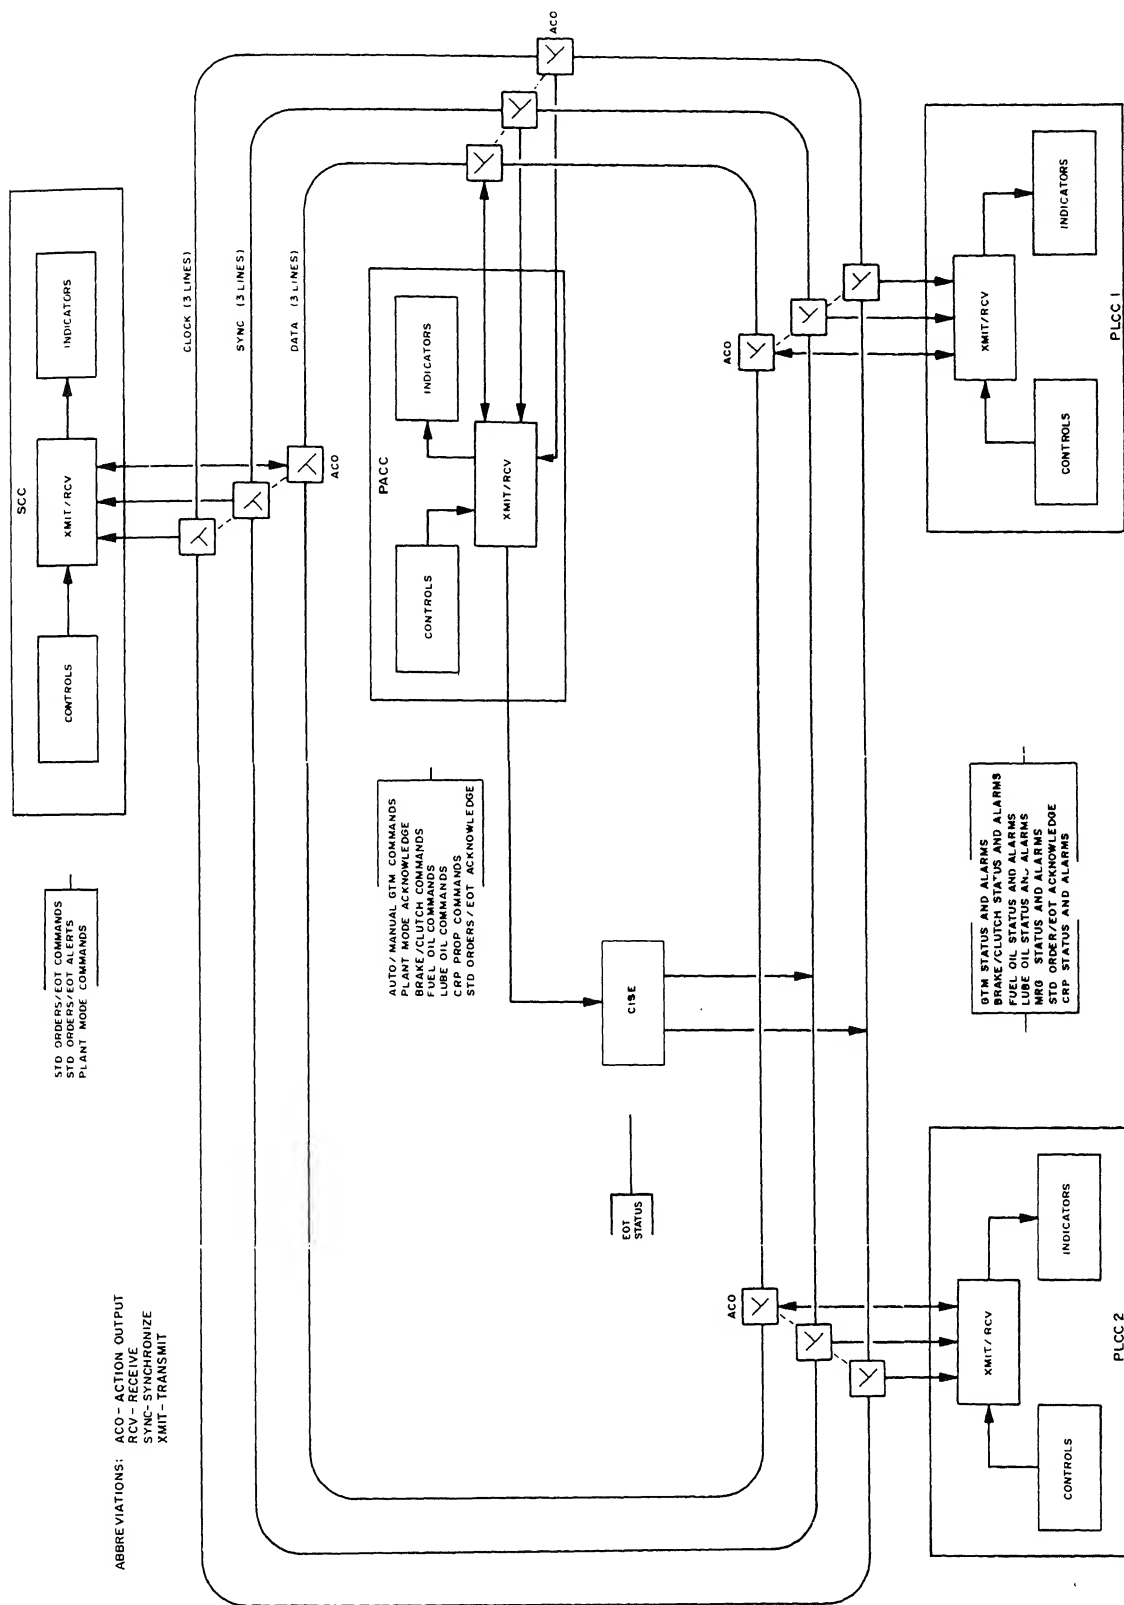 ABBREVIATIONS: ACO - ACTION OUTPUT
RCV - RECEIVE
SYNC - SYNCHRONIZE
XMIT - TRANSMIT
STD ORDERS/EOT COMMANDS
STD ORDERS/EOT ALERTS
PLANT MODE COMMANDS
SCC
CONTROLS
XMIT/RCV
INDICATORS
CLOCK (3 LINES)
SYNC (3 LINES)
DATA (3 LINES)
ACO
ACO
PACC
CONTROLS
XMIT/RCV
INDICATORS
AUTO/MANUAL GTM COMMANDS
PLANT MODE ACKNOWLEDGE
BRAKE/CLUTCH COMMANDS
FUEL OIL COMMANDS
LUBE OIL COMMANDS
CRP PROP COMMANDS
STD ORDERS/EOT ACKNOWLEDGE
EOT
STATUS
CISE
ACO
ACO
GTM STATUS AND ALARMS
BRAKE/CLUTCH STATUS AND ALARMS
FUEL OIL STATUS AND ALARMS
LUBE OIL STATUS AND ALARMS
MRG STATUS AND ALARMS
STD ORDER/EOT ACKNOWLEDGE
CRP STATUS AND ALARMS
CONTROLS
XMIT/RCV
INDICATORS
PLCC 2
CONTROLS
XMIT/RCV
INDICATORS
PLCC 1